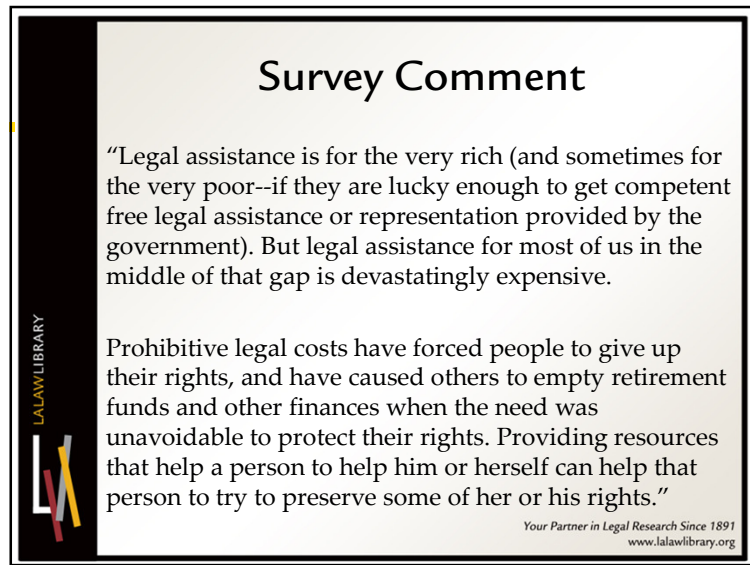 Survey Comment
“Legal assistance is for the very rich (and sometimes for
the very poor--if they are lucky enough to get competent
free legal assistance or representation provided by the
government). But legal assistance for most of us in the
middle of that gap is devastatingly expensive.
Prohibitive legal costs have forced people to give up
their rights, and have caused others to empty retirement
funds and other finances when the need was
unavoidable to protect their rights. Providing resources
that help a person to help him or herself can help that
person to try to preserve some of her or his rights.”
LALAWLIBRARY
Your Partner in Legal Research Since 1891
www.lalawlibrary.org